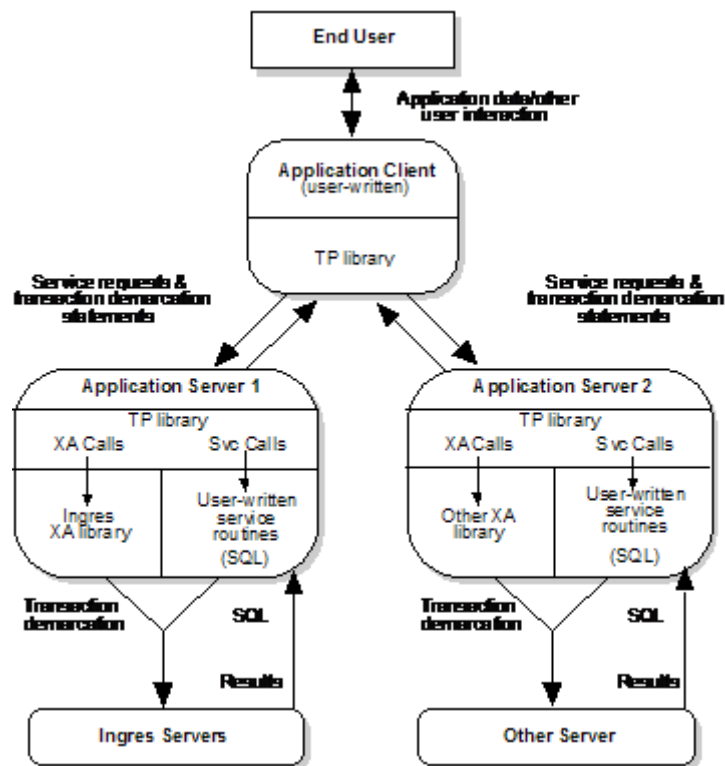 End User
Application data/other
user interaction
Application Client
(user-written)
TP library
Service requests &
transaction demarcation
statements
Service requests &
transaction demarcation
statements
Application Server 1
TP library
XA Calls
Svc Calls
Ingres
XA library
User-written
service
routines
(SQL)
Application Server 2
TP library
XA Calls
Svc Calls
Other XA
library
User-written
service
routines
(SQL)
Transaction
demarcation
SQL
Results
Transaction
demarcation
SQL
Results
Ingres Servers
Other Server